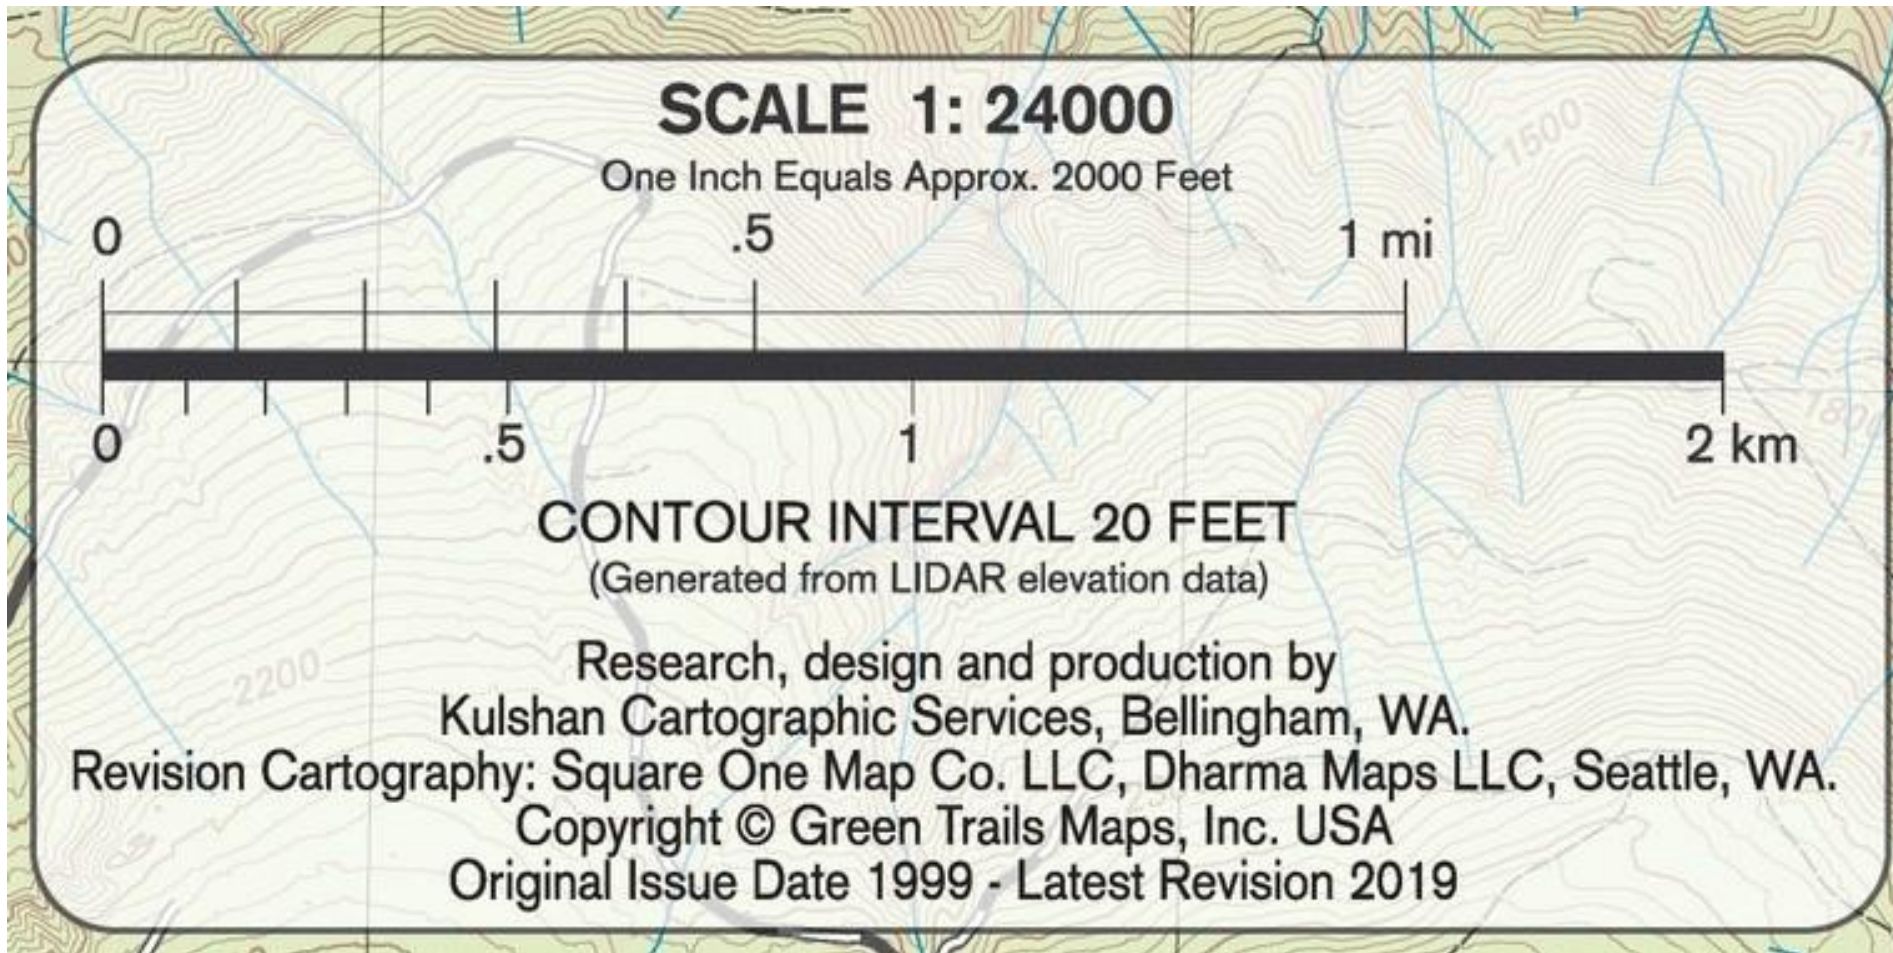 SCALE 1: 24000
One Inch Equals Approx. 2000 Feet
0 .5 1 mi
0 .5 1 2 km
CONTOUR INTERVAL 20 FEET
(Generated from LIDAR elevation data)
Research, design and production by
Kulshan Cartographic Services, Bellingham, WA.
Revision Cartography: Square One Map Co. LLC, Dharma Maps LLC, Seattle, WA.
Copyright © Green Trails Maps, Inc. USA
Original Issue Date 1999 - Latest Revision 2019
1500
2200